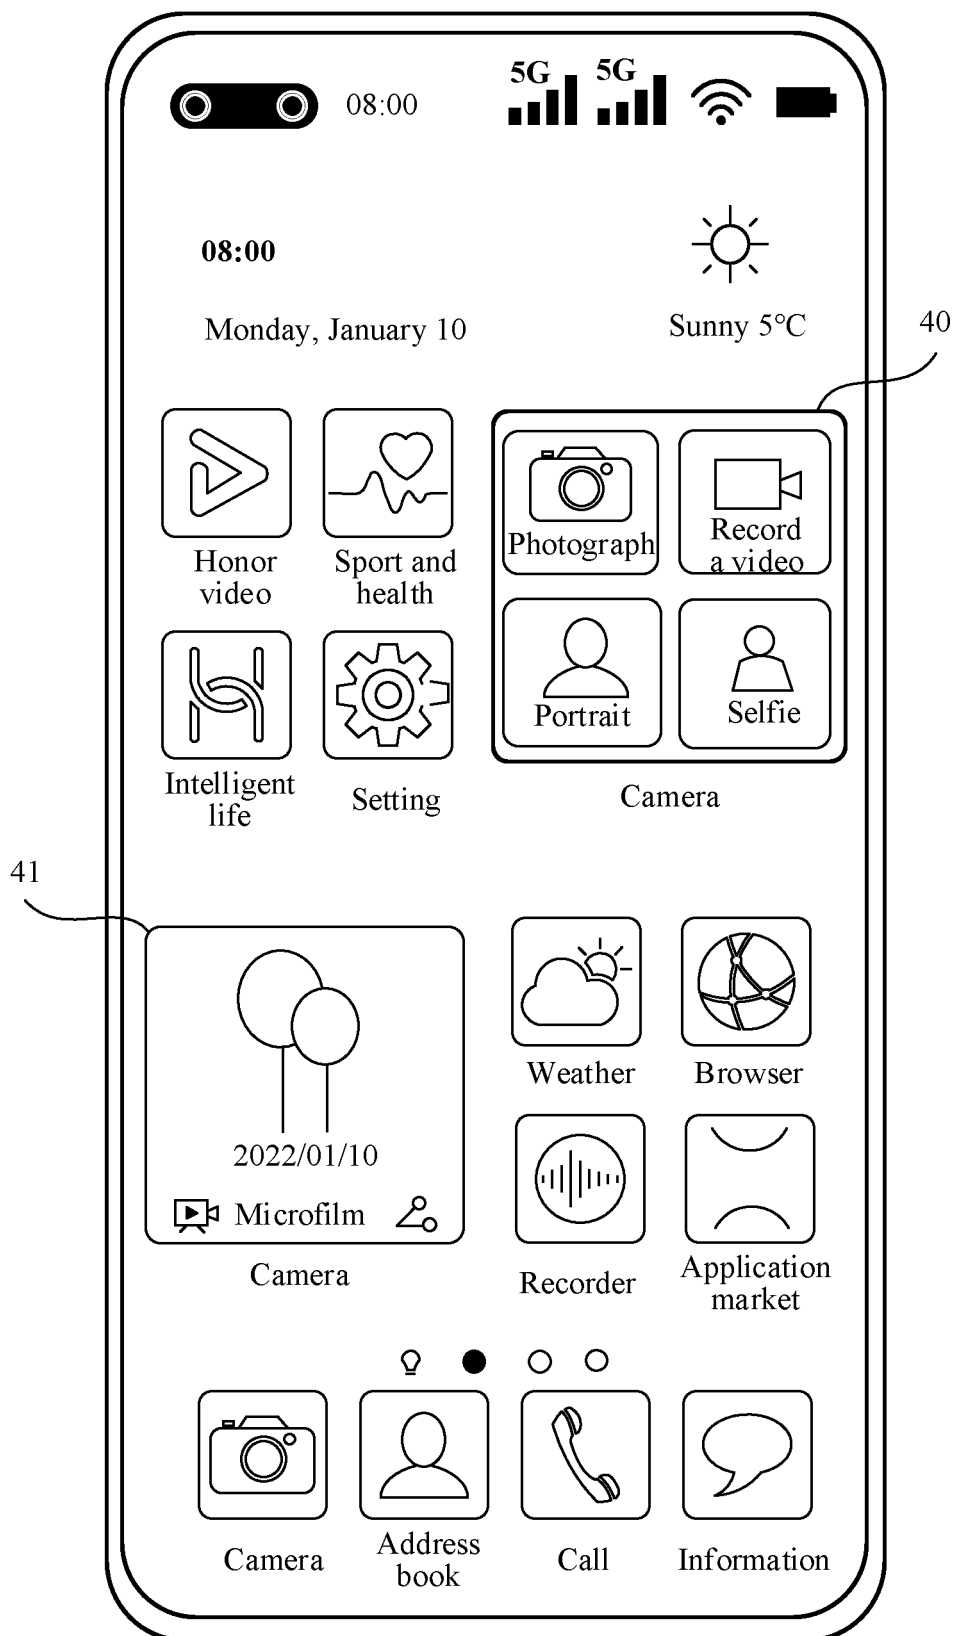 5G 5G
08:00
08:00
Monday, January 10
Sunny 5°C
40
Photograph
Record
a video
Honor
video
Sport and
health
Portrait
Selfie
Intelligent
life
Setting
Camera
41
2022/01/10
Microfilm
Camera
Weather
Browser
Recorder
Application
market
Camera
Address
book
Call
Information